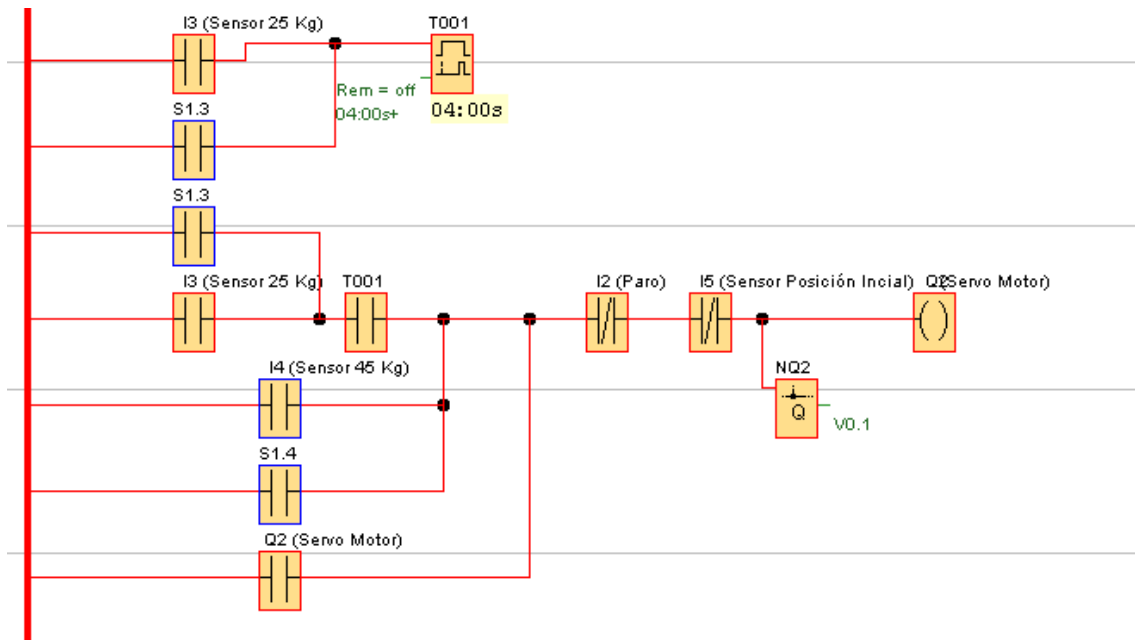 I3 (Sensor 25 Kg)
T001
Rem = off
04:00s+
04:00s
S1.3
S1.3
I3 (Sensor 25 Kg)
T001
I2 (Paro)
I5 (Sensor Posición Incial)
(Servo Motor)
I4 (Sensor 45 Kg)
NQ2
Q
V0.1
S1.4
Q2 (Servo Motor)